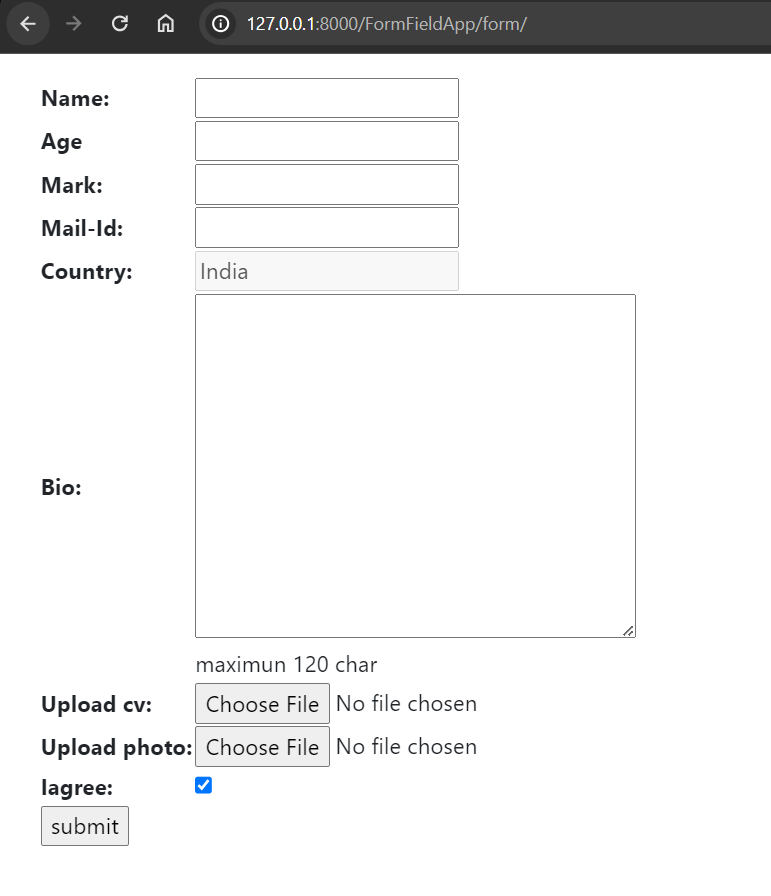 127.0.0.1:8000/FormFieldApp/form/
Name:
Age
Mark:
Mail-Id:
Country: India
Bio:
maximun 120 char
Upload cv: Choose File No file chosen
Upload photo: Choose File No file chosen
Iagree:
submit